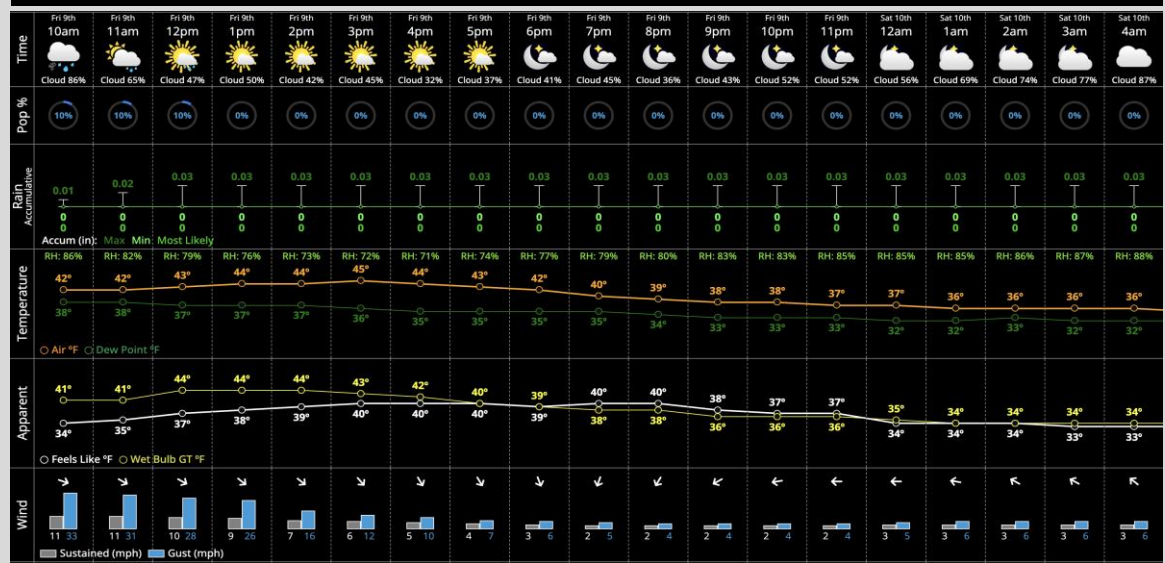 Time
Fri 9th Fri 9th Fri 9th Fri 9th Fri 9th Fri 9th Fri 9th Fri 9th Fri 9th Fri 9th Fri 9th Fri 9th Fri 9th Fri 9th Sat 10th Sat 10th Sat 10th Sat 10th Sat 10th
10am 11am 12pm 1pm 2pm 3pm 4pm 5pm 6pm 7pm 8pm 9pm 10pm 11pm 12am 1am 2am 3am 4am
Cloud 86% Cloud 65% Cloud 47% Cloud 50% Cloud 42% Cloud 45% Cloud 32% Cloud 37% Cloud 41% Cloud 45% Cloud 36% Cloud 43% Cloud 52% Cloud 52% Cloud 56% Cloud 69% Cloud 74% Cloud 77% Cloud 87%
Pop %
10% 10% 10% 0% 0% 0% 0% 0% 0% 0% 0% 0% 0% 0% 0% 0% 0% 0% 0%
Rain
Accumulative
0.01 0.02 0.03 0.03 0.03 0.03 0.03 0.03 0.03 0.03 0.03 0.03 0.03 0.03 0.03 0.03 0.03 0.03 0.03
0 0 0 0 0 0 0 0 0 0 0 0 0 0 0 0 0 0 0
0 0 0 0 0 0 0 0 0 0 0 0 0 0 0 0 0 0 0
Accum (in): Max Min Most Likely
Temperature
RH: 86% RH: 82% RH: 79% RH: 76% RH: 73% RH: 72% RH: 71% RH: 74% RH: 77% RH: 79% RH: 80% RH: 83% RH: 83% RH: 85% RH: 85% RH: 85% RH: 86% RH: 87% RH: 88%
42° 42° 43° 44° 44° 45° 44° 43° 42° 40° 39° 38° 38° 37° 37° 36° 36° 36° 36°
38° 38° 37° 37° 37° 36° 35° 35° 35° 35° 34° 33° 33° 33° 32° 32° 33° 32° 32°
Air °F Dew Point °F
Apparent
41° 41° 44° 44° 44° 43° 42° 40° 39° 40° 40° 38° 37° 37° 35° 34° 34° 34° 34°
34° 35° 37° 38° 39° 40° 40° 40° 39° 38° 38° 36° 36° 36° 34° 34° 34° 33° 33°
Feels Like °F Wet Bulb GT °F
Wind
11 33 11 31 10 28 9 26 7 16 6 12 5 10 4 7 3 6 2 5 2 4 2 4 2 4 2 4 3 5 3 6 3 6 3 6 3 6
Sustained (mph) Gust (mph)